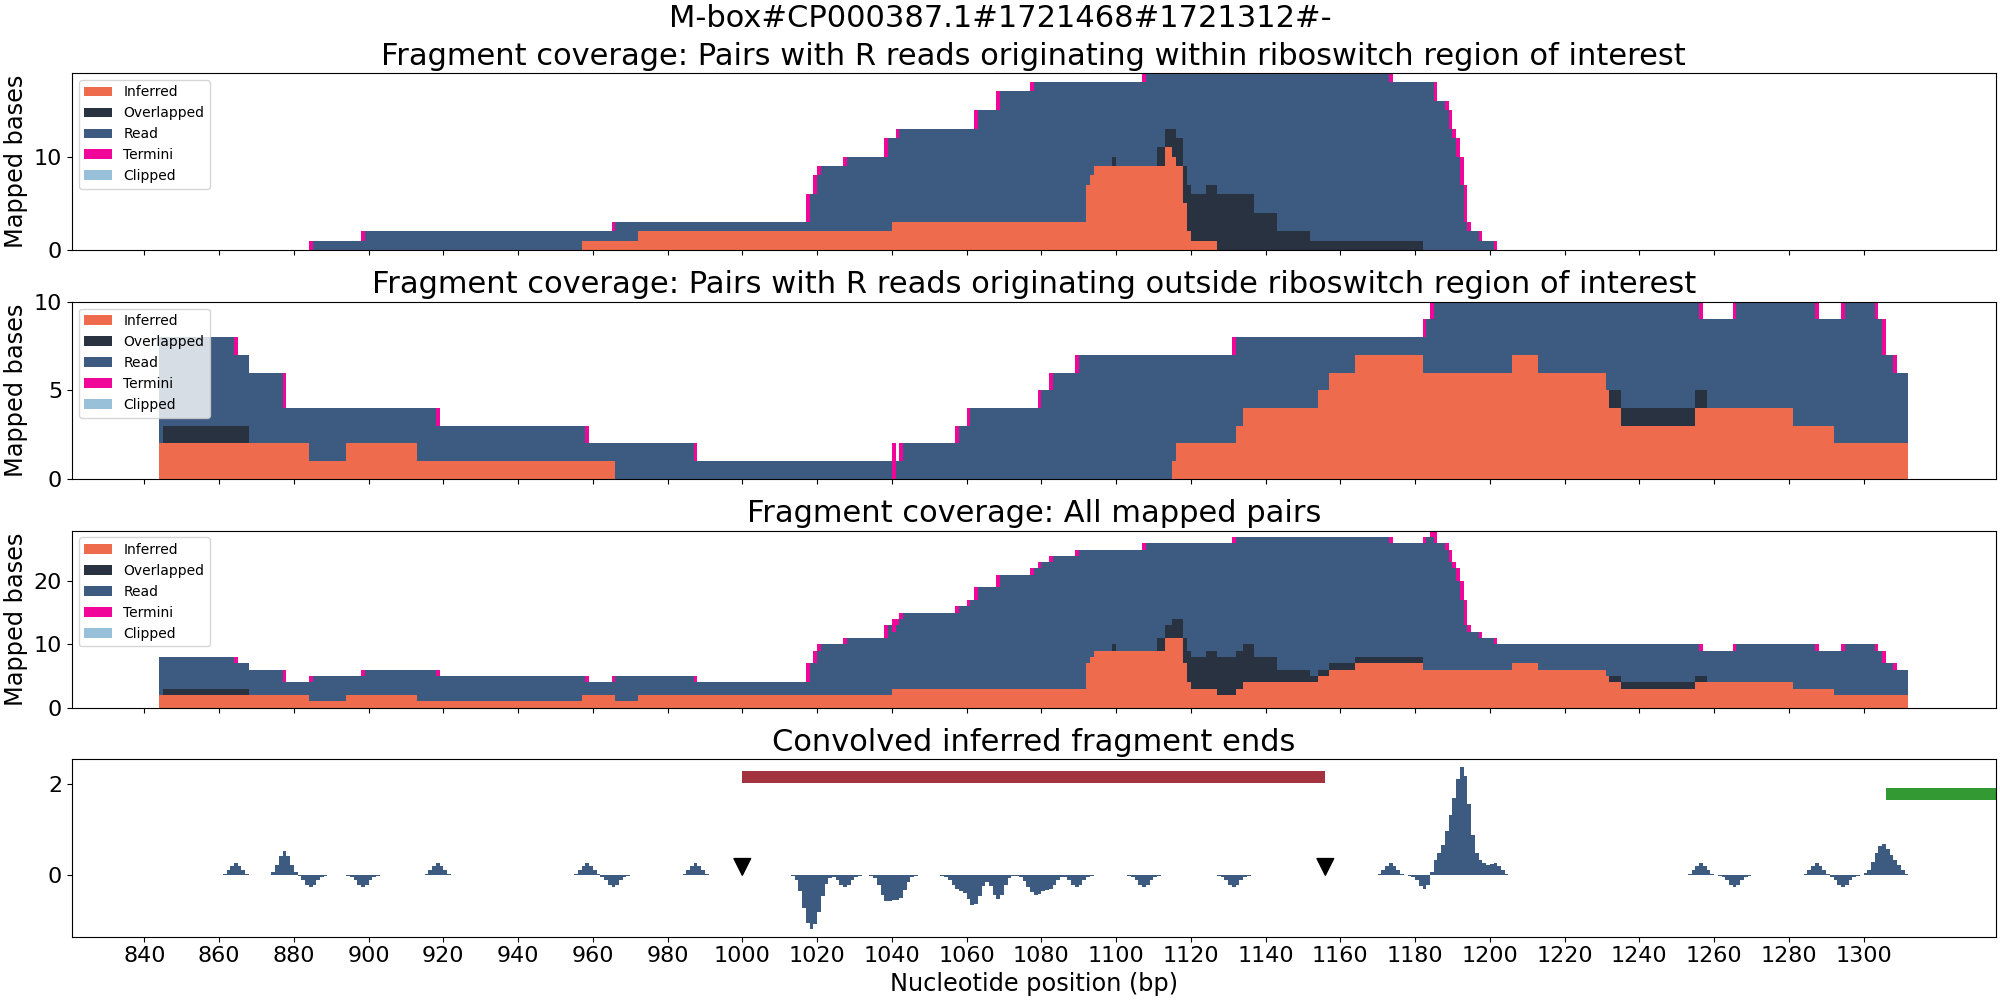 M-box#CP000387.1#1721468#1721312#-
Fragment coverage: Pairs with R reads originating within riboswitch region of interest
Mapped bases
10
0
Inferred
Overlapped
Read
Termini
Clipped
Fragment coverage: Pairs with R reads originating outside riboswitch region of interest
Mapped bases
10
5
0
Inferred
Overlapped
Read
Termini
Clipped
Fragment coverage: All mapped pairs
Mapped bases
20
10
0
Inferred
Overlapped
Read
Termini
Clipped
Convolved inferred fragment ends
2
0
840 860 880 900 920 940 960 980 1000 1020 1040 1060 1080 1100 1120 1140 1160 1180 1200 1220 1240 1260 1280 1300
Nucleotide position (bp)